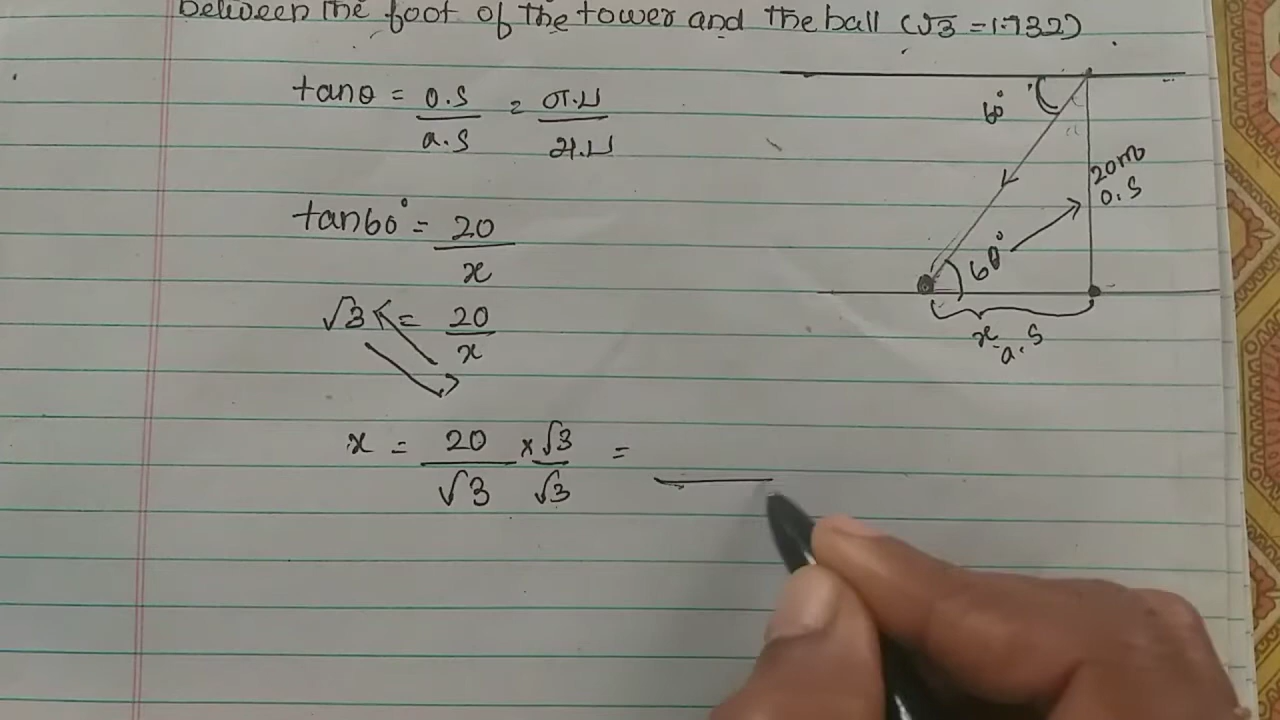 between the foot of the tower and the ball (√3 = 1.732)
tanθ = o.s/a.s = எ.ப/அ.ப
60°
20m
o.s
tan60° = 20/x
60°
√3 = 20/x
x
a.s
x = 20/√3 × √3/√3 =